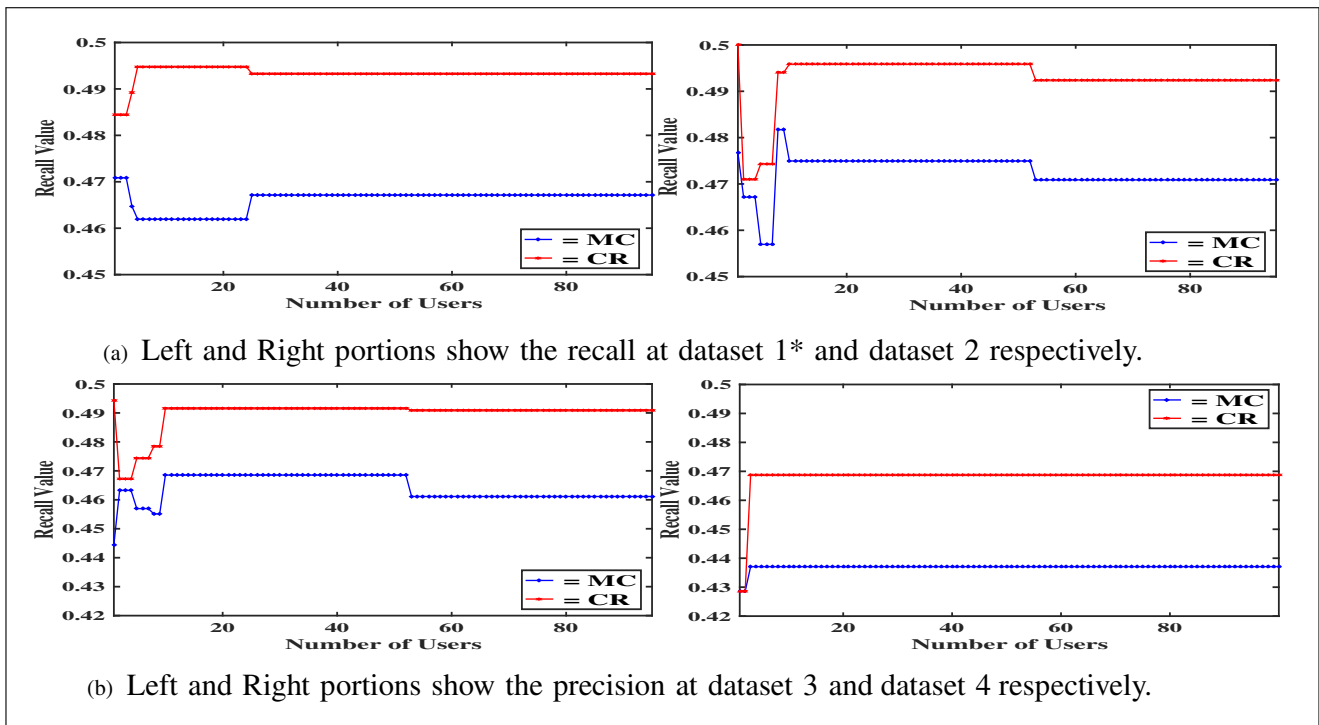 0.5
0.49
0.48
0.47
0.46
0.45
Recall Value
20 40 60 80
Number of Users
= MC
= CR
0.5
0.49
0.48
0.47
0.46
0.45
Recall Value
20 40 60 80
Number of Users
= MC
= CR
(a) Left and Right portions show the recall at dataset 1* and dataset 2 respectively.
0.5
0.49
0.48
0.47
0.46
0.45
0.44
0.43
0.42
Recall Value
20 40 60 80
Number of Users
= MC
= CR
0.5
0.49
0.48
0.47
0.46
0.45
0.44
0.43
0.42
Recall Value
20 40 60 80
Number of Users
= MC
= CR
(b) Left and Right portions show the precision at dataset 3 and dataset 4 respectively.